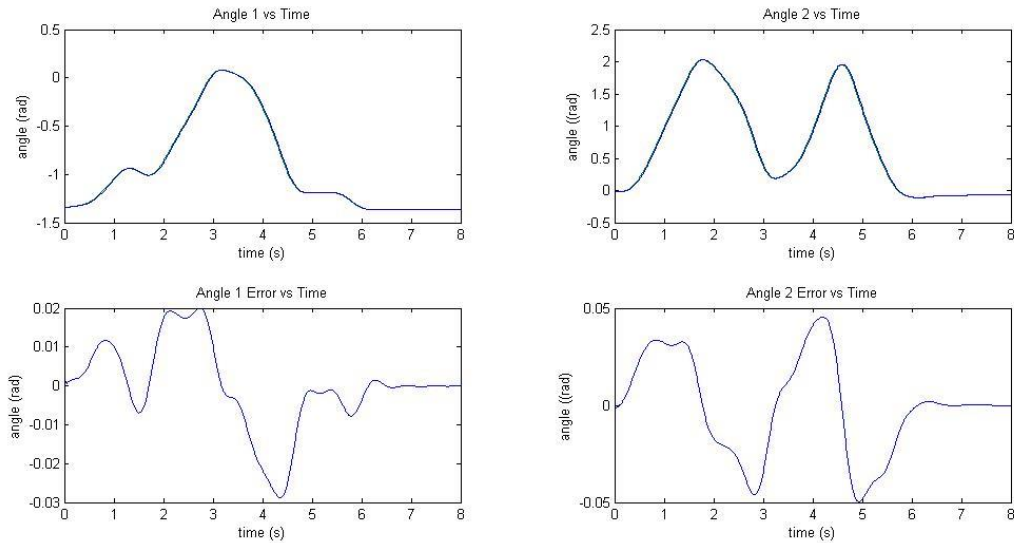 Angle 1 vs Time
0.5
0
-0.5
-1
-1.5
angle (rad)
0 1 2 3 4 5 6 7 8
time (s)
Angle 2 vs Time
2.5
2
1.5
1
0.5
0
-0.5
angle ((rad)
0 1 2 3 4 5 6 7 8
time (s)
Angle 1 Error vs Time
0.02
0.01
0
-0.01
-0.02
-0.03
angle (rad)
0 1 2 3 4 5 6 7 8
time (s)
Angle 2 Error vs Time
0.05
0
-0.05
angle ((rad)
0 1 2 3 4 5 6 7 8
time (s)